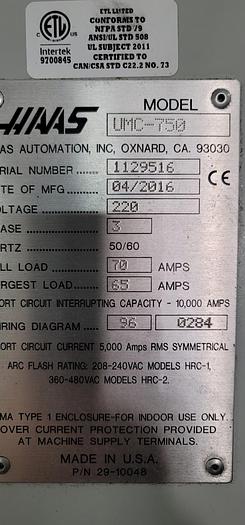 ETL LISTED
CONFORMS TO
NFPA STD /9
ANSI/UL STD 508
UL SUBJECT 2011
CERTIFIED TO
CAN/CSA STD C22.2 NO. 73
ETL
Intertek
9700845
HAAS
MODEL
UMC-750
AS AUTOMATION, INC, OXNARD, CA. 93030
RIAL NUMBER 1129516
TE OF MFG 04/2016
CE
LTAGE 220
ASE 3
RTZ 50/60
LL LOAD 70 AMPS
RGEST LOAD 65 AMPS
ORT CIRCUIT INTERRUPTING CAPACITY - 10,000 AMPS
RING DIAGRAM 96 0284
ORT CIRCUIT CURRENT 5,000 Amps RMS SYMMETRICAL
ARC FLASH RATING: 208-240VAC MODELS HRC-1,
360-480VAC MODELS HRC-2.
MA TYPE 1 ENCLOSURE-FOR INDOOR USE ONLY.
OVER CURRENT PROTECTION PROVIDED
AT MACHINE SUPPLY TERMINALS.
MADE IN U.S.A.
P/N 29-10048